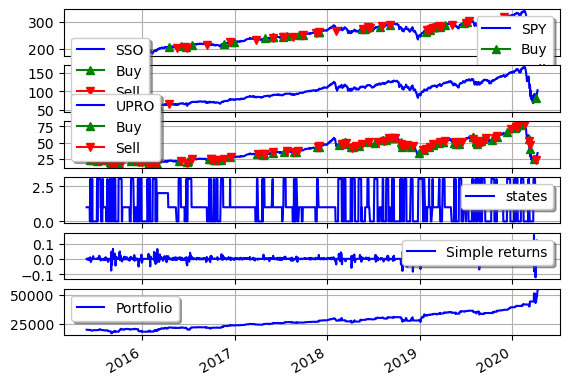 300
200
SPY
Buy
SSO
Buy
Sell
150
100
50
UPRO
Buy
Sell
75
50
25
2.5
0.0
states
0.1
0.0
−0.1
Simple returns
50000
25000
Portfolio
2016
2017
2018
2019
2020